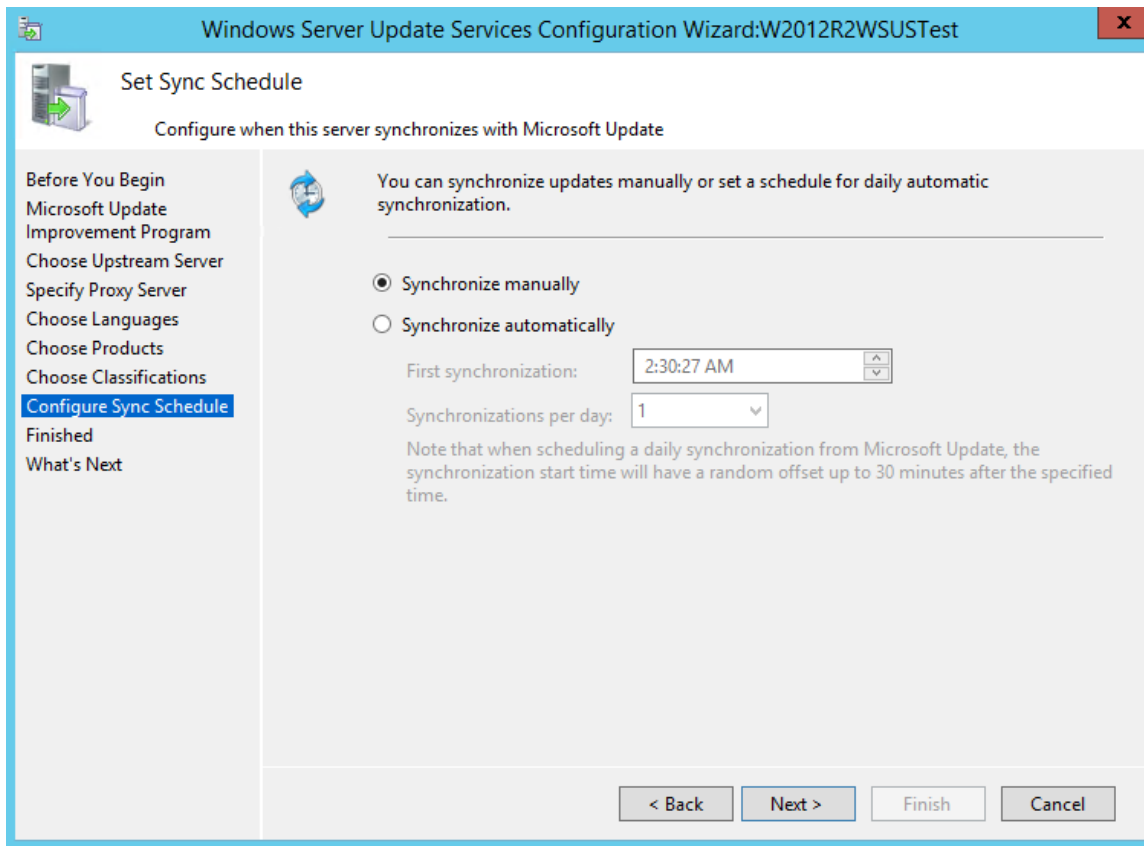 Windows Server Update Services Configuration Wizard:W2012R2WSUSTest
x
Set Sync Schedule
Configure when this server synchronizes with Microsoft Update
Before You Begin
Microsoft Update
Improvement Program
Choose Upstream Server
Specify Proxy Server
Choose Languages
Choose Products
Choose Classifications
Configure Sync Schedule
Finished
What's Next
You can synchronize updates manually or set a schedule for daily automatic
synchronization.
Synchronize manually
Synchronize automatically
First synchronization:
2:30:27 AM
Synchronizations per day:
1
Note that when scheduling a daily synchronization from Microsoft Update, the
synchronization start time will have a random offset up to 30 minutes after the specified
time.
< Back
Next >
Finish
Cancel